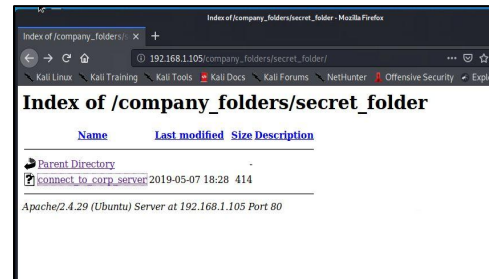 Index of /company_folders/secret_folder - Mozilla Firefox
Index of /company_folders/s
192.168.1.105/company_folders/secret_folder/
Kali Linux Kali Training Kali Tools Kali Docs Kali Forums NetHunter Offensive Security Explo
Index of /company_folders/secret_folder
Name Last modified Size Description
Parent Directory -
connect_to_corp_server 2019-05-07 18:28 414
Apache/2.4.29 (Ubuntu) Server at 192.168.1.105 Port 80